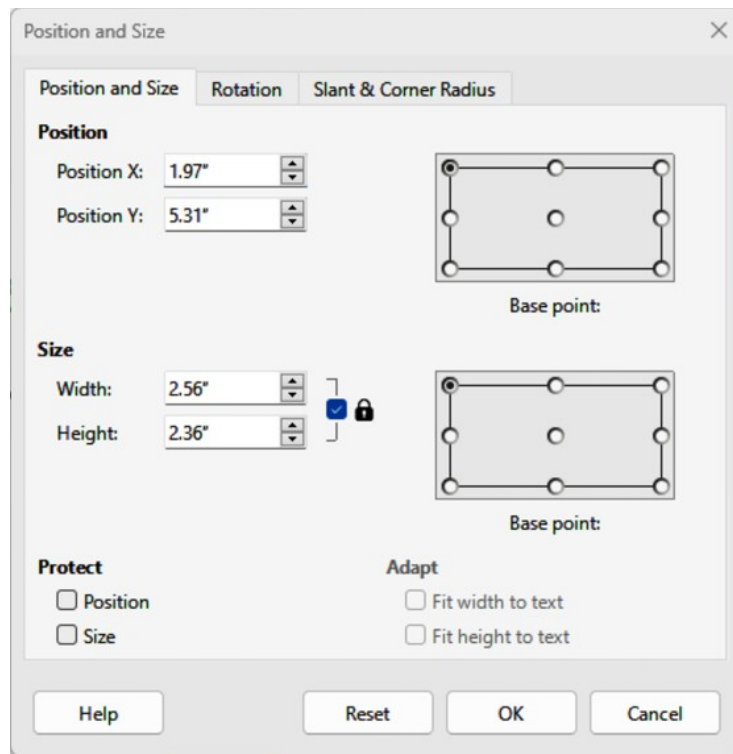 Position and Size
Position and Size Rotation Slant & Corner Radius
Position
Position X: 1.97"
Position Y: 5.31"
Base point:
Size
Width: 2.56"
Height: 2.36"
Base point:
Protect Adapt
Position Fit width to text
Size Fit height to text
Help Reset OK Cancel